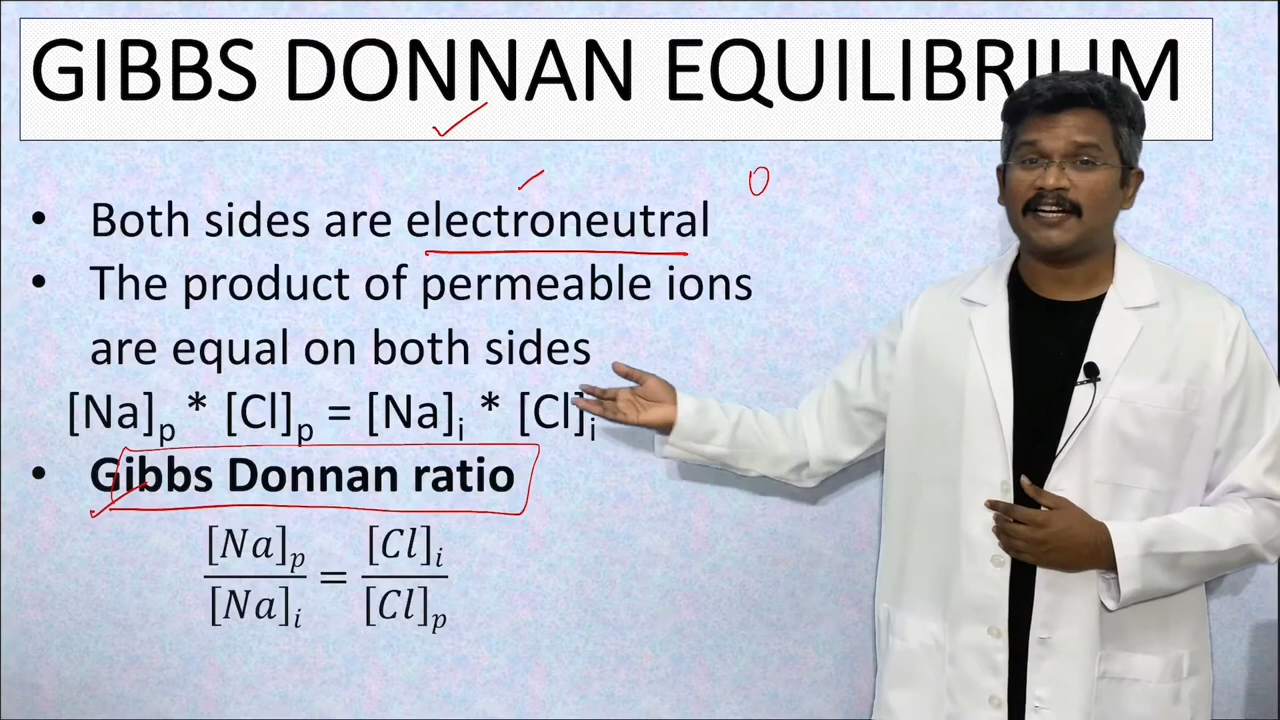 GIBBS DONNAN EQUILIBRIUM
0
• Both sides are electroneutral
• The product of permeable ions
are equal on both sides
[Na]p * [Cl]p = [Na]i * [Cl]i
• Gibbs Donnan ratio
[Na]p / [Na]i = [Cl]i / [Cl]p